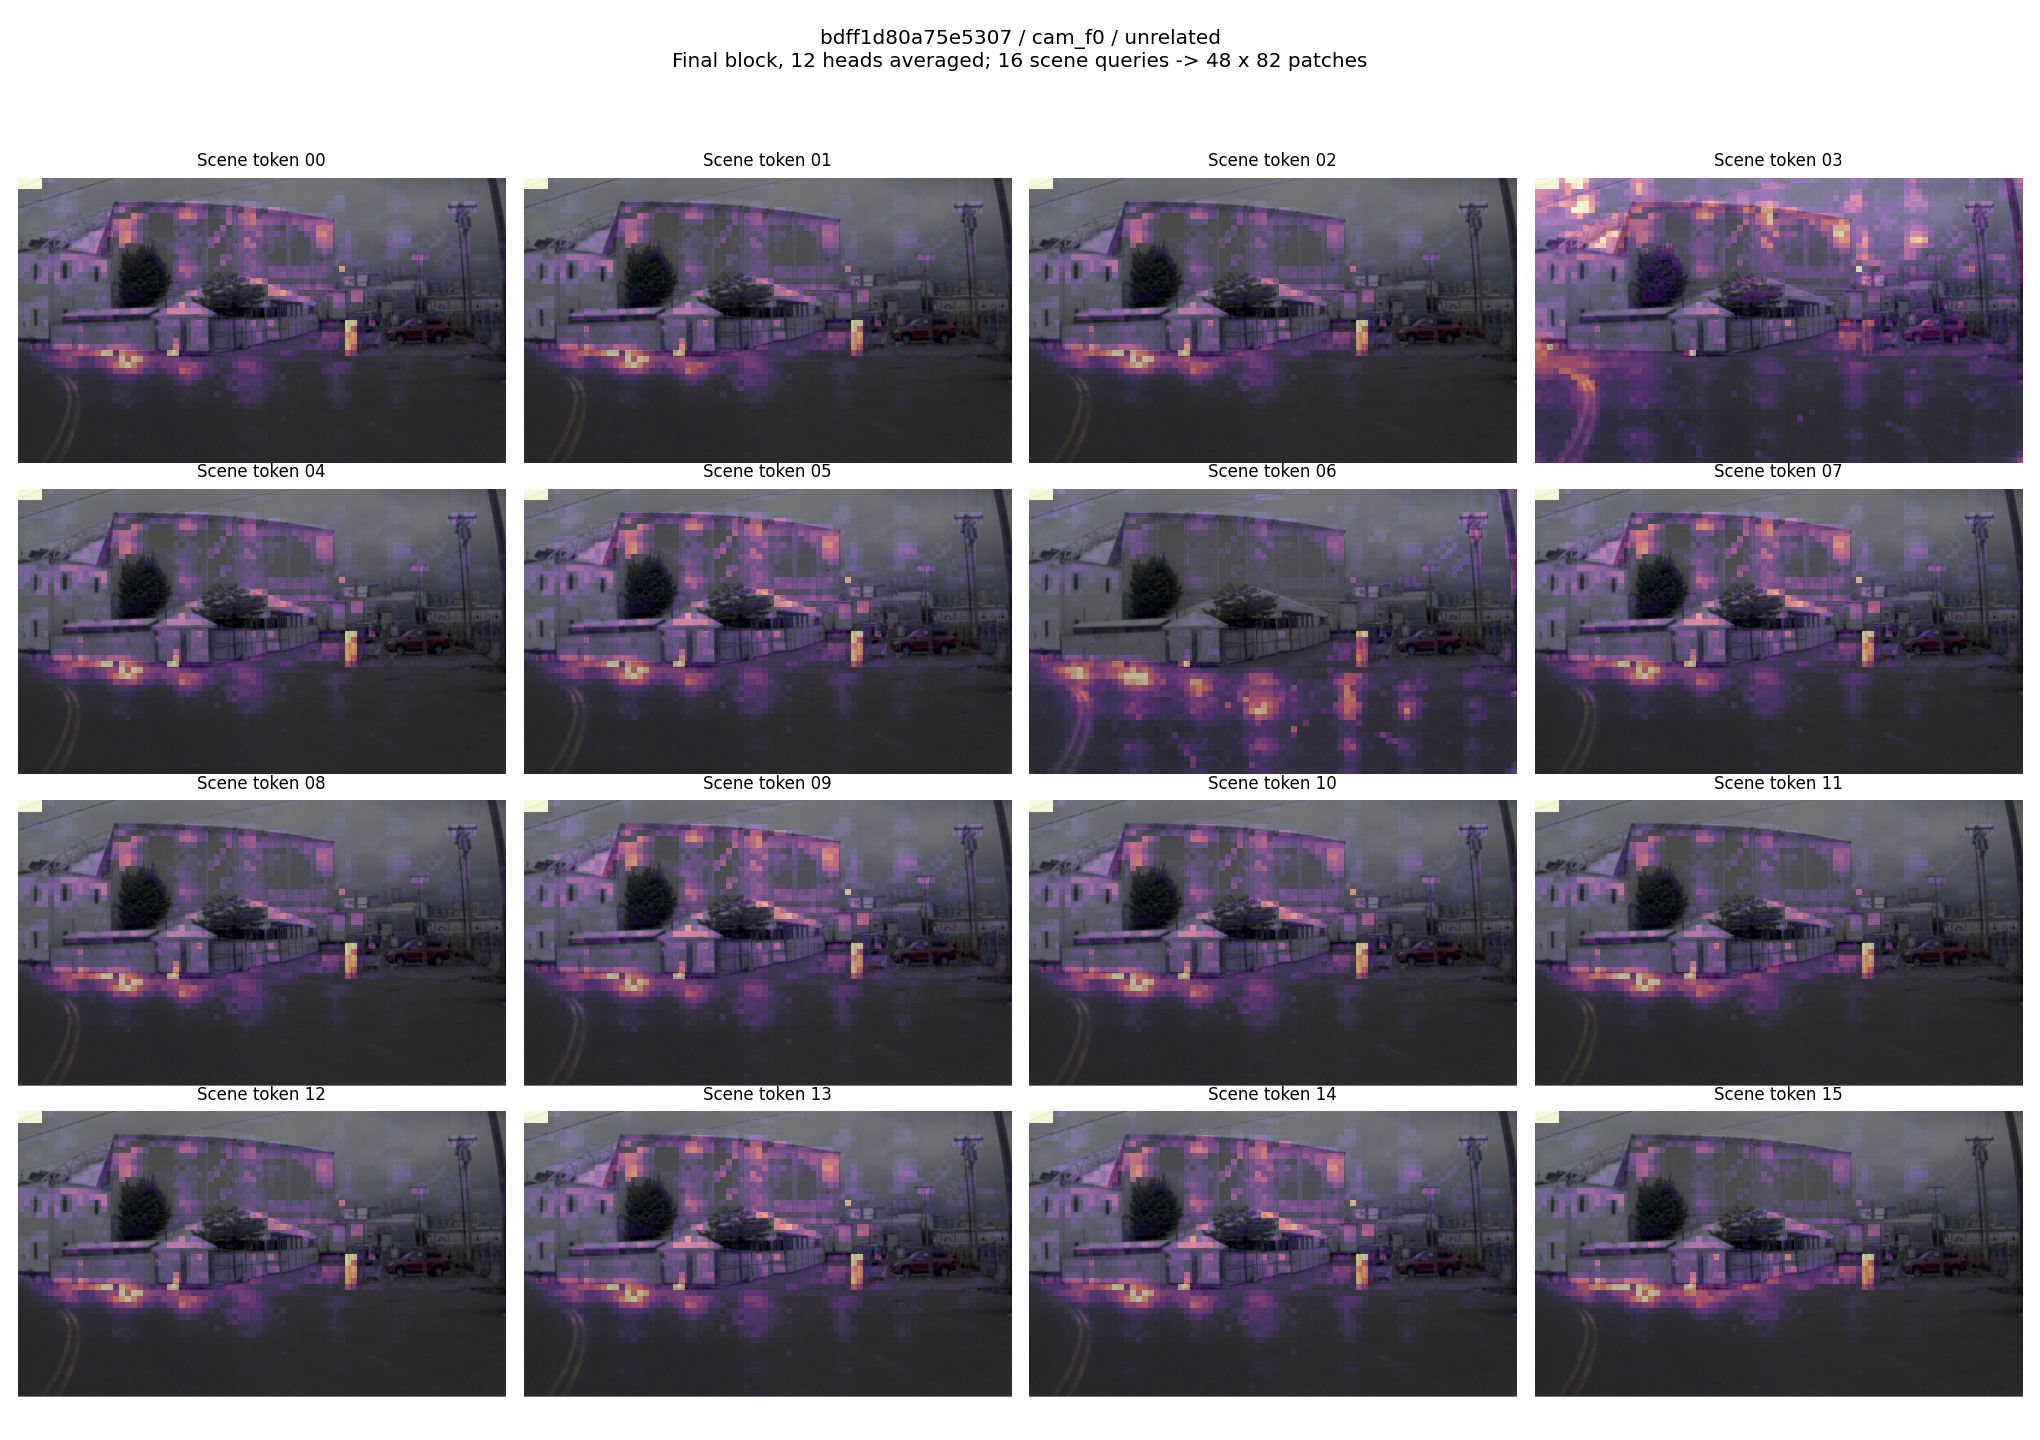 bdff1d80a75e5307 / cam_f0 / unrelated
Final block, 12 heads averaged; 16 scene queries -> 48 x 82 patches
Scene token 00
Scene token 01
Scene token 02
Scene token 03
Scene token 04
Scene token 05
Scene token 06
Scene token 07
Scene token 08
Scene token 09
Scene token 10
Scene token 11
Scene token 12
Scene token 13
Scene token 14
Scene token 15